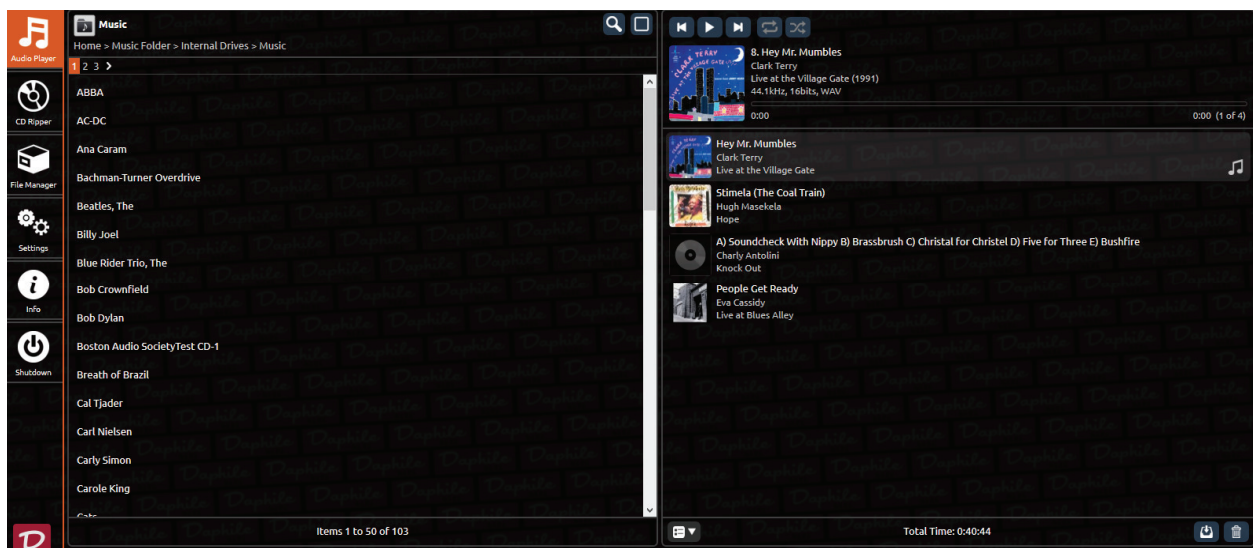 Audio Player
CD Ripper
File Manager
Settings
Info
Shutdown
Music
Home > Music Folder > Internal Drives > Music
1 2 3 >
ABBA
AC-DC
Ana Caram
Bachman-Turner Overdrive
Beatles, The
Billy Joel
Blue Rider Trio, The
Bob Crownfield
Bob Dylan
Boston Audio SocietyTest CD-1
Breath of Brazil
Cal Tjader
Carl Nielsen
Carly Simon
Carole King
Cats
Items 1 to 50 of 103
CLARK TERRY
8. Hey Mr. Mumbles
Clark Terry
Live at the Village Gate (1991)
44.1kHz, 16bits, WAV
0:00
0:00 (1 of 4)
Hey Mr. Mumbles
Clark Terry
Live at the Village Gate
Stimela (The Coal Train)
Hugh Masekela
Hope
A) Soundcheck With Nippy B) Brassbrush C) Christal for Christel D) Five for Three E) Bushfire
Charly Antolini
Knock Out
People Get Ready
Eva Cassidy
Live at Blues Alley
Total Time: 0:40:44
Daphile